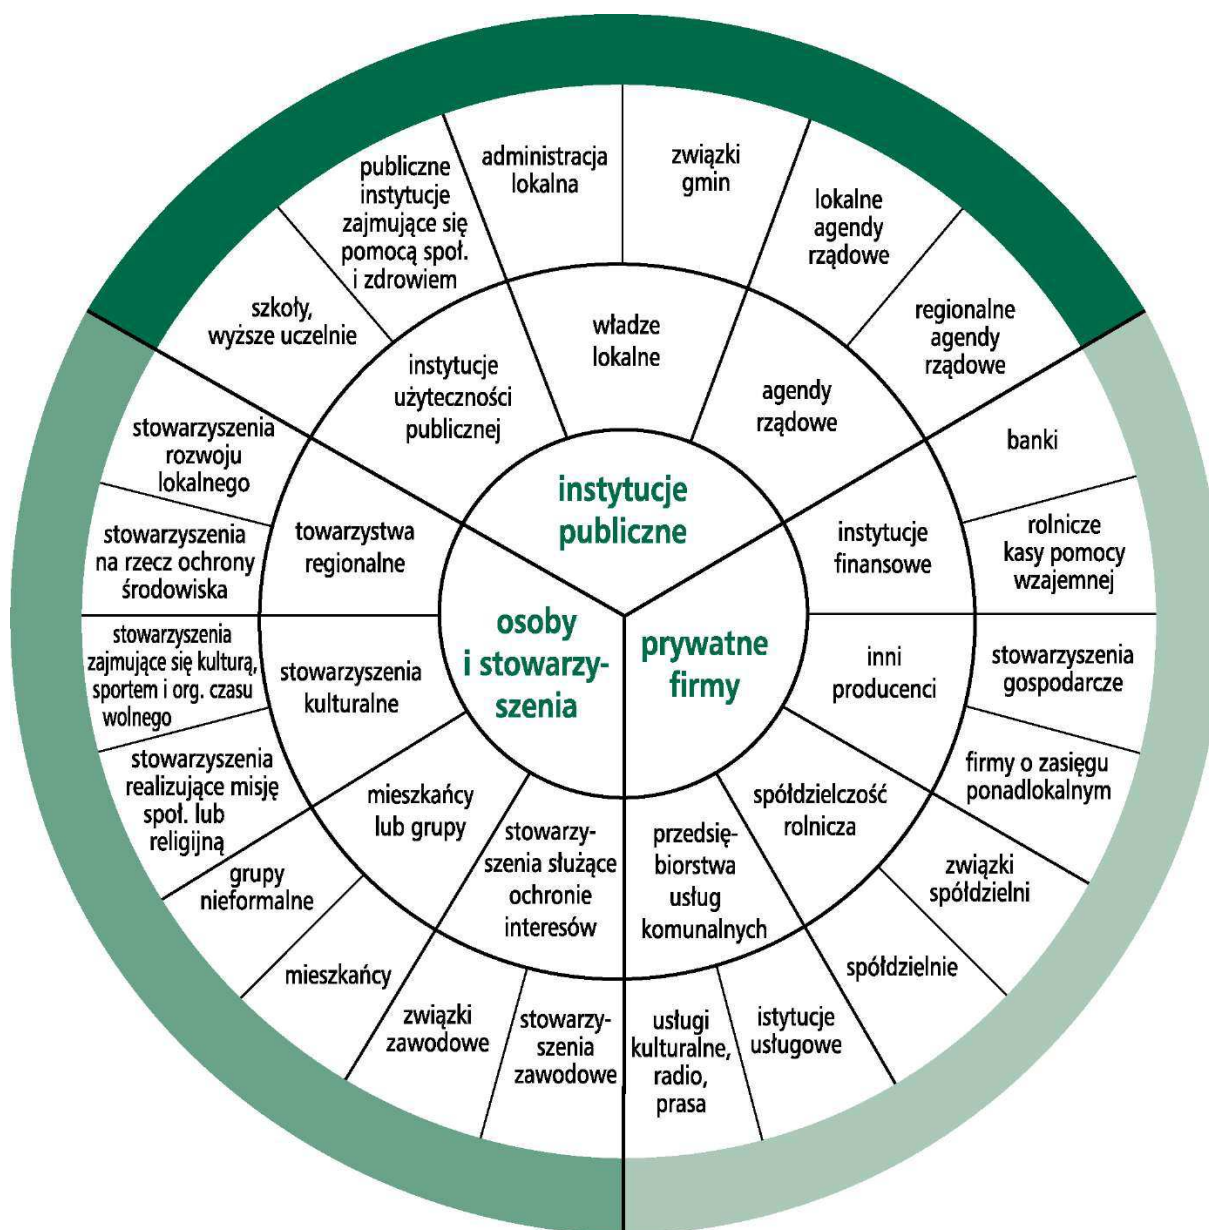 instytucje
publiczne
osoby
i stowarzy-
szenia
prywatne
firmy
instytucje
użyteczności
publicznej
władze
lokalne
agendy
rządowe
instytucje
finansowe
inni
producenci
spółdzielczość
rolnicza
przedsię-
biorstwa
usług
komunalnych
stowarzy-
szenia służące
ochronie
interesów
mieszkańcy
lub grupy
stowarzyszenia
kulturalne
towarzystwa
regionalne
szkoły,
wyższe uczelnie
publiczne
instytucje
zajmujące się
pomocą społ.
i zdrowiem
administracja
lokalna
związki
gmin
lokalne
agendy
rządowe
regionalne
agendy
rządowe
banki
rolnicze
kasy pomocy
wzajemnej
stowarzyszenia
gospodarcze
firmy o zasięgu
ponadlokalnym
związki
spółdzielni
spółdzielnie
istytucje
usługowe
usługi
kulturalne,
radio,
prasa
stowarzy-
szenia
zawodowe
związki
zawodowe
mieszkańcy
grupy
nieformalne
stowarzyszenia
realizujące misję
społ. lub
religijną
stowarzyszenia
zajmujące się kulturą,
sportem i org. czasu
wolnego
stowarzyszenia
na rzecz ochrony
środowiska
stowarzyszenia
rozwoju
lokalnego